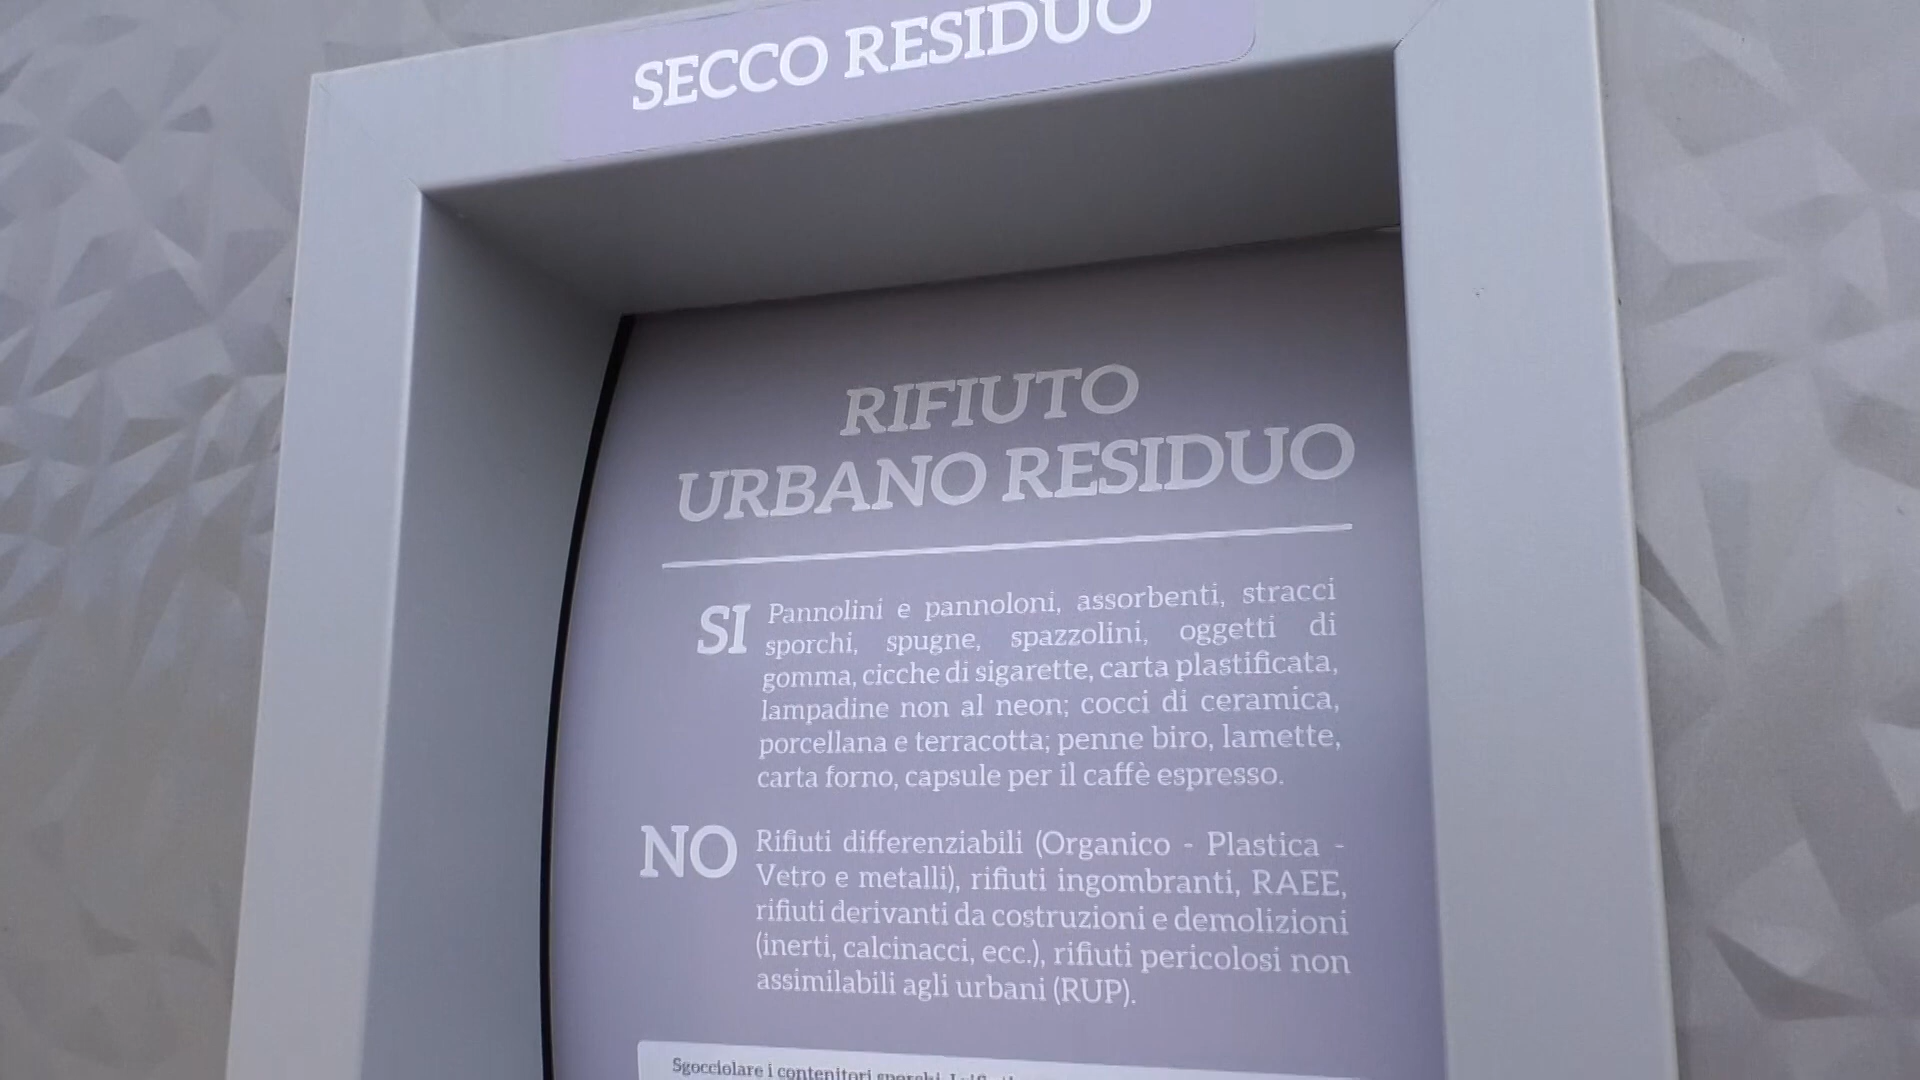 SECCO RESIDUO
RIFIUTO
URBANO RESIDUO
SI Pannolini e pannoloni, assorbenti, stracci
sporchi, spugne, spazzolini, oggetti di
gomma, cicche di sigarette, carta plastificata,
lampadine non al neon; cocci di ceramica,
porcellana e terracotta; penne biro, lamette,
carta forno, capsule per il caffè espresso.
NO Rifiuti differenziabili (Organico - Plastica -
Vetro e metalli), rifiuti ingombranti, RAEE,
rifiuti derivanti da costruzioni e demolizioni
(inerti, calcinacci, ecc.), rifiuti pericolosi non
assimilabili agli urbani (RUP).
Sgocciolare i contenitori sporchi.